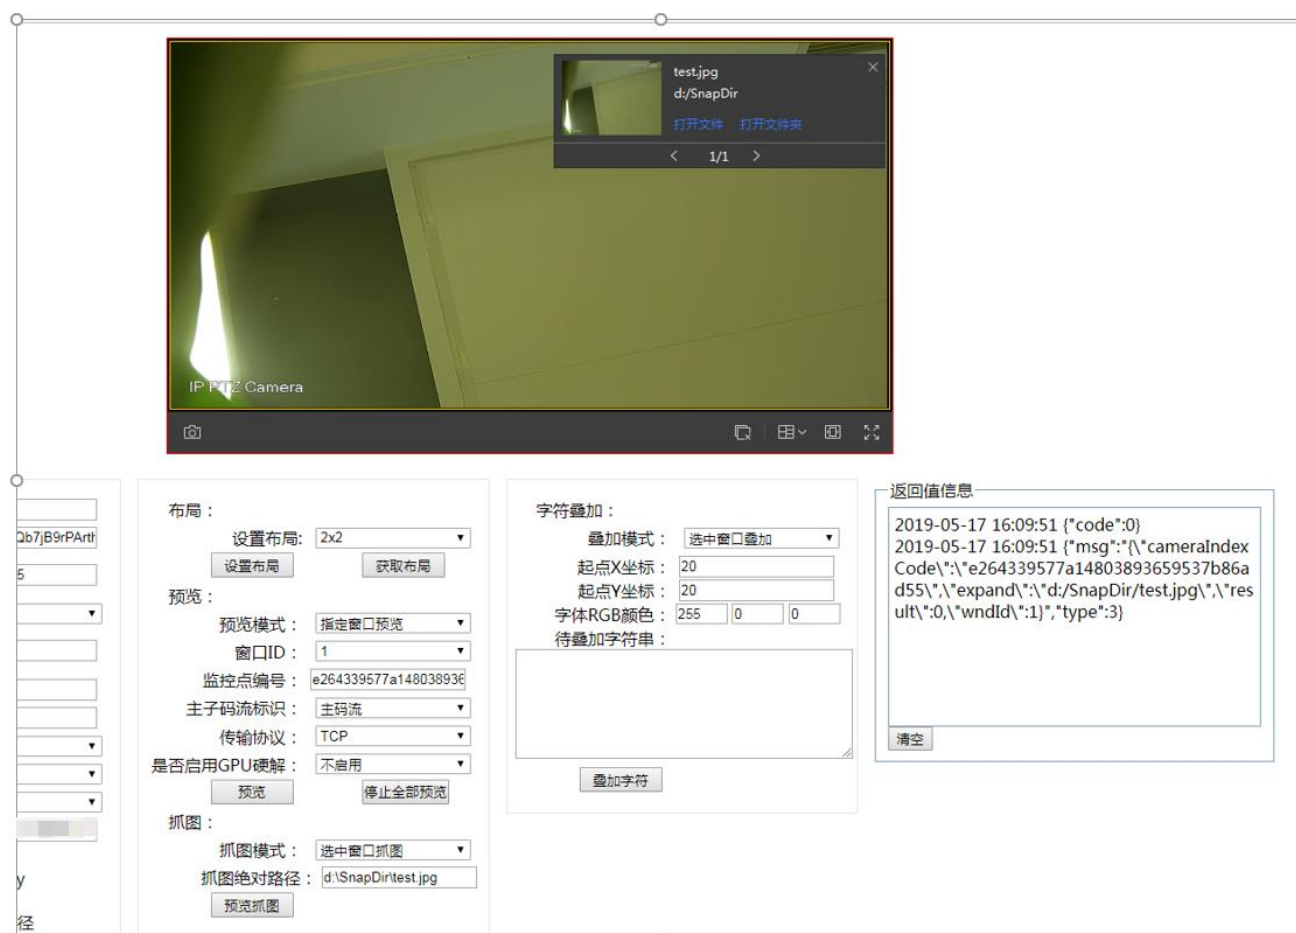 test.jpg
d:/SnapDir
打开文件 打开文件夹
1/1
IP PTZ Camera
Qb7jB9rPArth
5
y
径
布局：
设置布局: 2x2
设置布局 获取布局
预览：
预览模式： 指定窗口预览
窗口ID： 1
监控点编号： e264339577a148038936
主子码流标识： 主码流
传输协议： TCP
是否启用GPU硬解： 不启用
预览 停止全部预览
抓图：
抓图模式： 选中窗口抓图
抓图绝对路径： d:\SnapDir\test.jpg
预览抓图
字符叠加：
叠加模式： 选中窗口叠加
起点X坐标： 20
起点Y坐标： 20
字体RGB颜色： 255 0 0
待叠加字符串：
叠加字符
返回值信息
2019-05-17 16:09:51 {"code":0}
2019-05-17 16:09:51 {"msg":"{\"cameraIndex
Code\":\"e264339577a14803893659537b86a
d55\",\"expand\":\"d:/SnapDir/test.jpg\",\"res
ult\":0,\"wndId\":1}","type":3}
清空